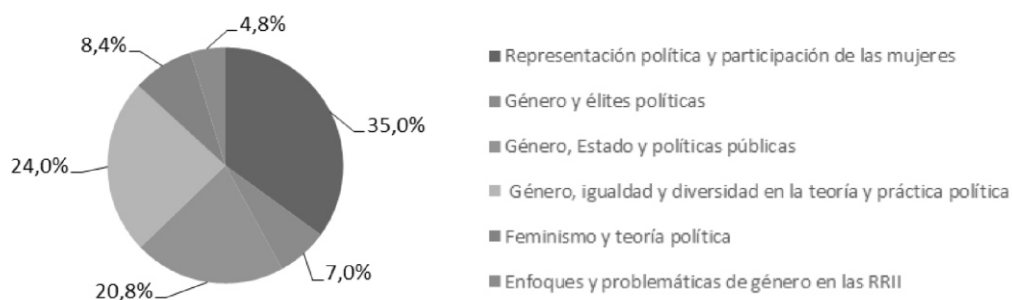 4,8%
8,4%
35,0%
24,0%
7,0%
20,8%
Representación política y participación de las mujeres
Género y élites políticas
Género, Estado y políticas públicas
Género, igualdad y diversidad en la teoría y práctica política
Feminismo y teoría política
Enfoques y problemáticas de género en las RRII